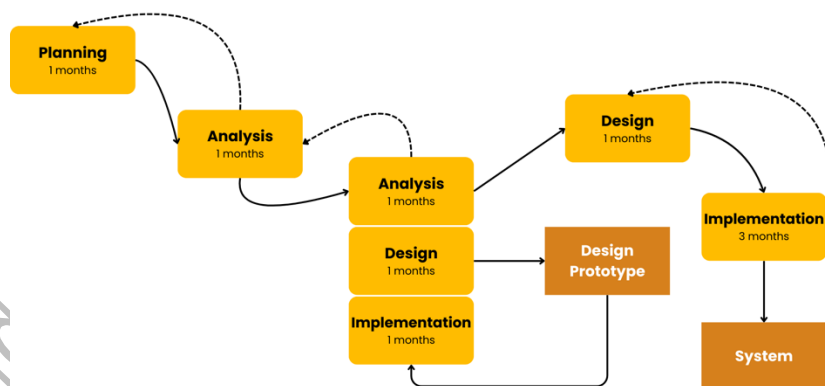 Planning
1 months
Analysis
1 months
Analysis
1 months
Design
1 months
Implementation
1 months
Design
Prototype
Design
1 months
Implementation
3 months
System